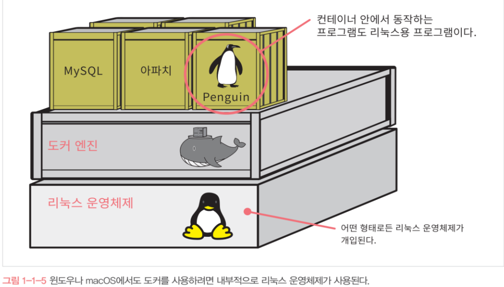 컨테이너 안에서 동작하는
프로그램도 리눅스용 프로그램이다.
MySQL
아파치
Penguin
도커 엔진
리눅스 운영체제
어떤 형태로든 리눅스 운영체제가
개입된다.
그림 1-1-5 윈도우나 macOS에서도 도커를 사용하려면 내부적으로 리눅스 운영체제가 사용된다.